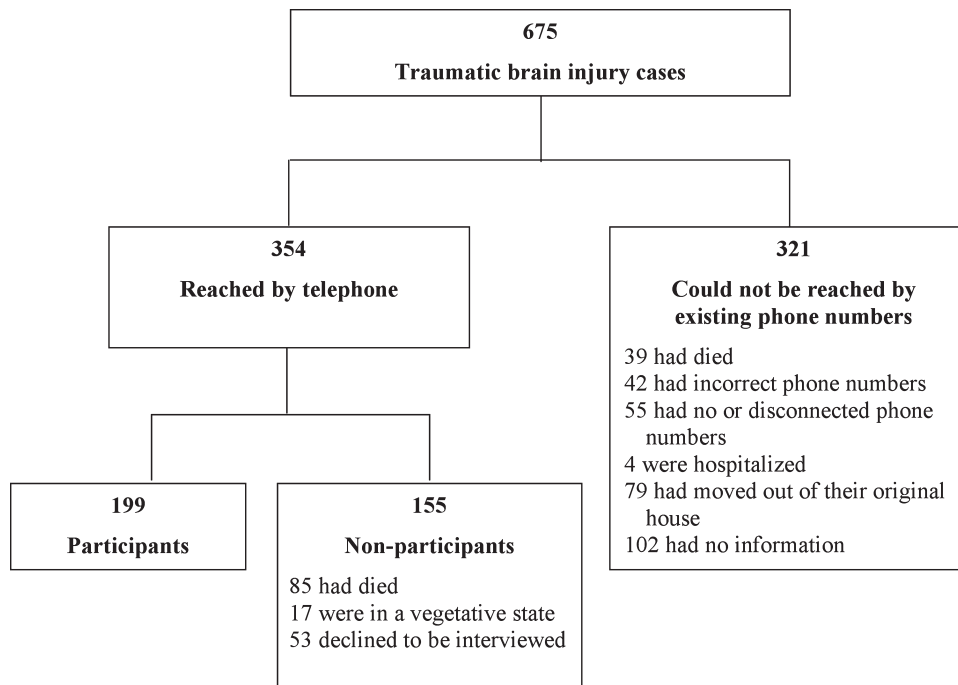 675
Traumatic brain injury cases
354
Reached by telephone
321
Could not be reached by
existing phone numbers
39 had died
42 had incorrect phone numbers
55 had no or disconnected phone
numbers
4 were hospitalized
79 had moved out of their original
house
102 had no information
199
Participants
155
Non-participants
85 had died
17 were in a vegetative state
53 declined to be interviewed